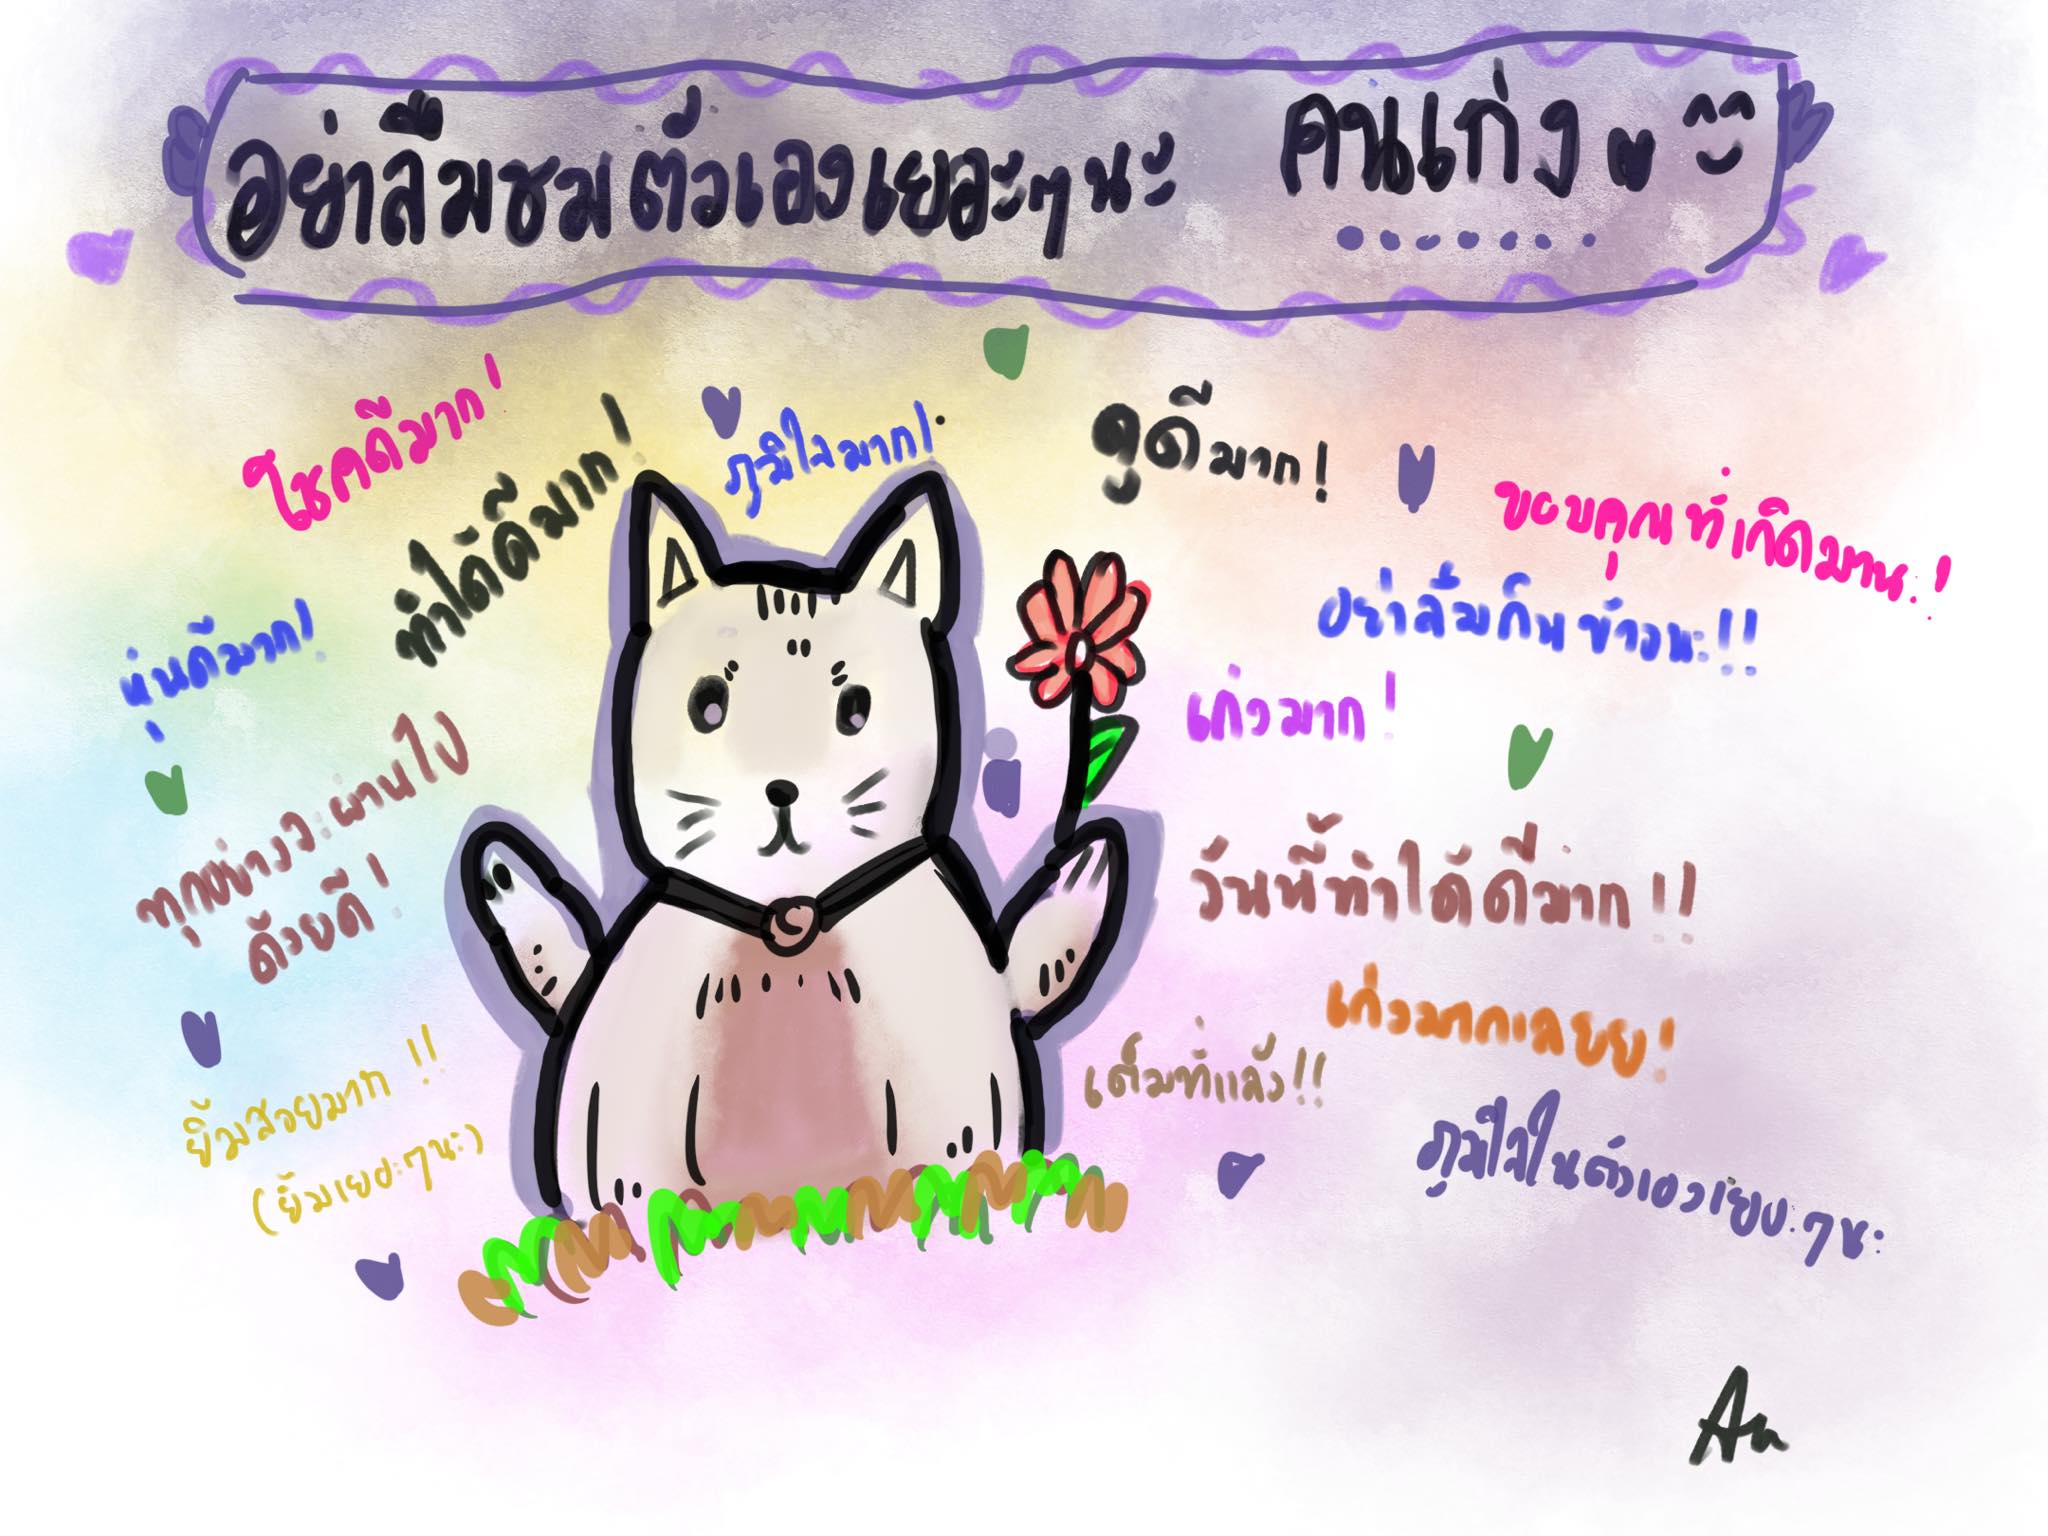 อย่าลืมชมตัวเองเยอะๆนะ คนเก่ง
โชคดีมาก!
ทำได้ดีมาก!
ภูมิใจมาก!
ดูดีมาก!
ขอบคุณที่เกิดมานะ!
หุ่นดีมาก!
อย่าลืมกินข้าวนะ!!
เก่งมาก!
ทุกอย่างจะผ่านไป
ด้วยดี!
วันนี้ทำได้ดีมาก!!
เก่งมากเลยย!
ยิ้มสวยมาก!!
(ยิ้มเยอะๆนะ)
เต็มที่แล้ว!!
ภูมิใจในตัวเองเยอะๆนะ
An